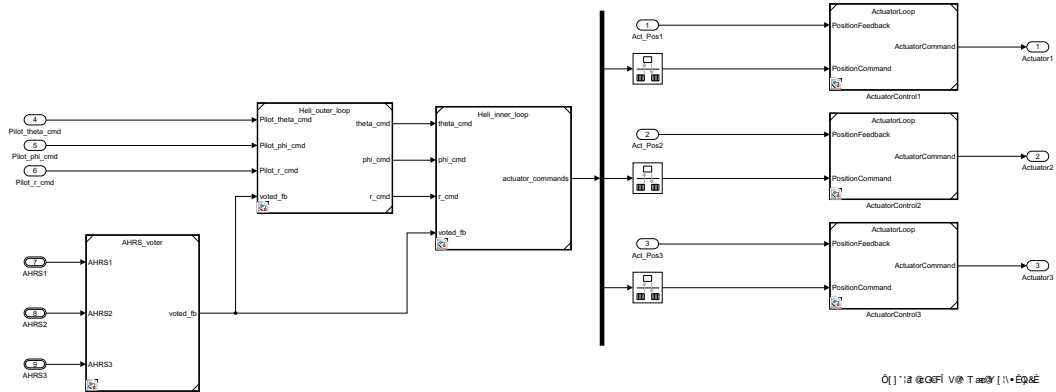 1
Act_Pos1
ActuatorLoop
PositionFeedback
ActuatorCommand
PositionCommand
ActuatorControl1
1
Actuator1
4
Pilot_theta_cmd
5
Pilot_phi_cmd
6
Pilot_r_cmd
Heli_outer_loop
Pilot_theta_cmd
theta_cmd
Pilot_phi_cmd
phi_cmd
Pilot_r_cmd
voted_fb
r_cmd
Heli_inner_loop
theta_cmd
phi_cmd
actuator_commands
r_cmd
voted_fb
2
Act_Pos2
ActuatorLoop
PositionFeedback
ActuatorCommand
PositionCommand
ActuatorControl2
2
Actuator2
7
AHRS1
8
AHRS2
9
AHRS3
AHRS_voter
AHRS1
AHRS2
voted_fb
AHRS3
3
Act_Pos3
ActuatorLoop
PositionFeedback
ActuatorCommand
PositionCommand
ActuatorControl3
3
Actuator3